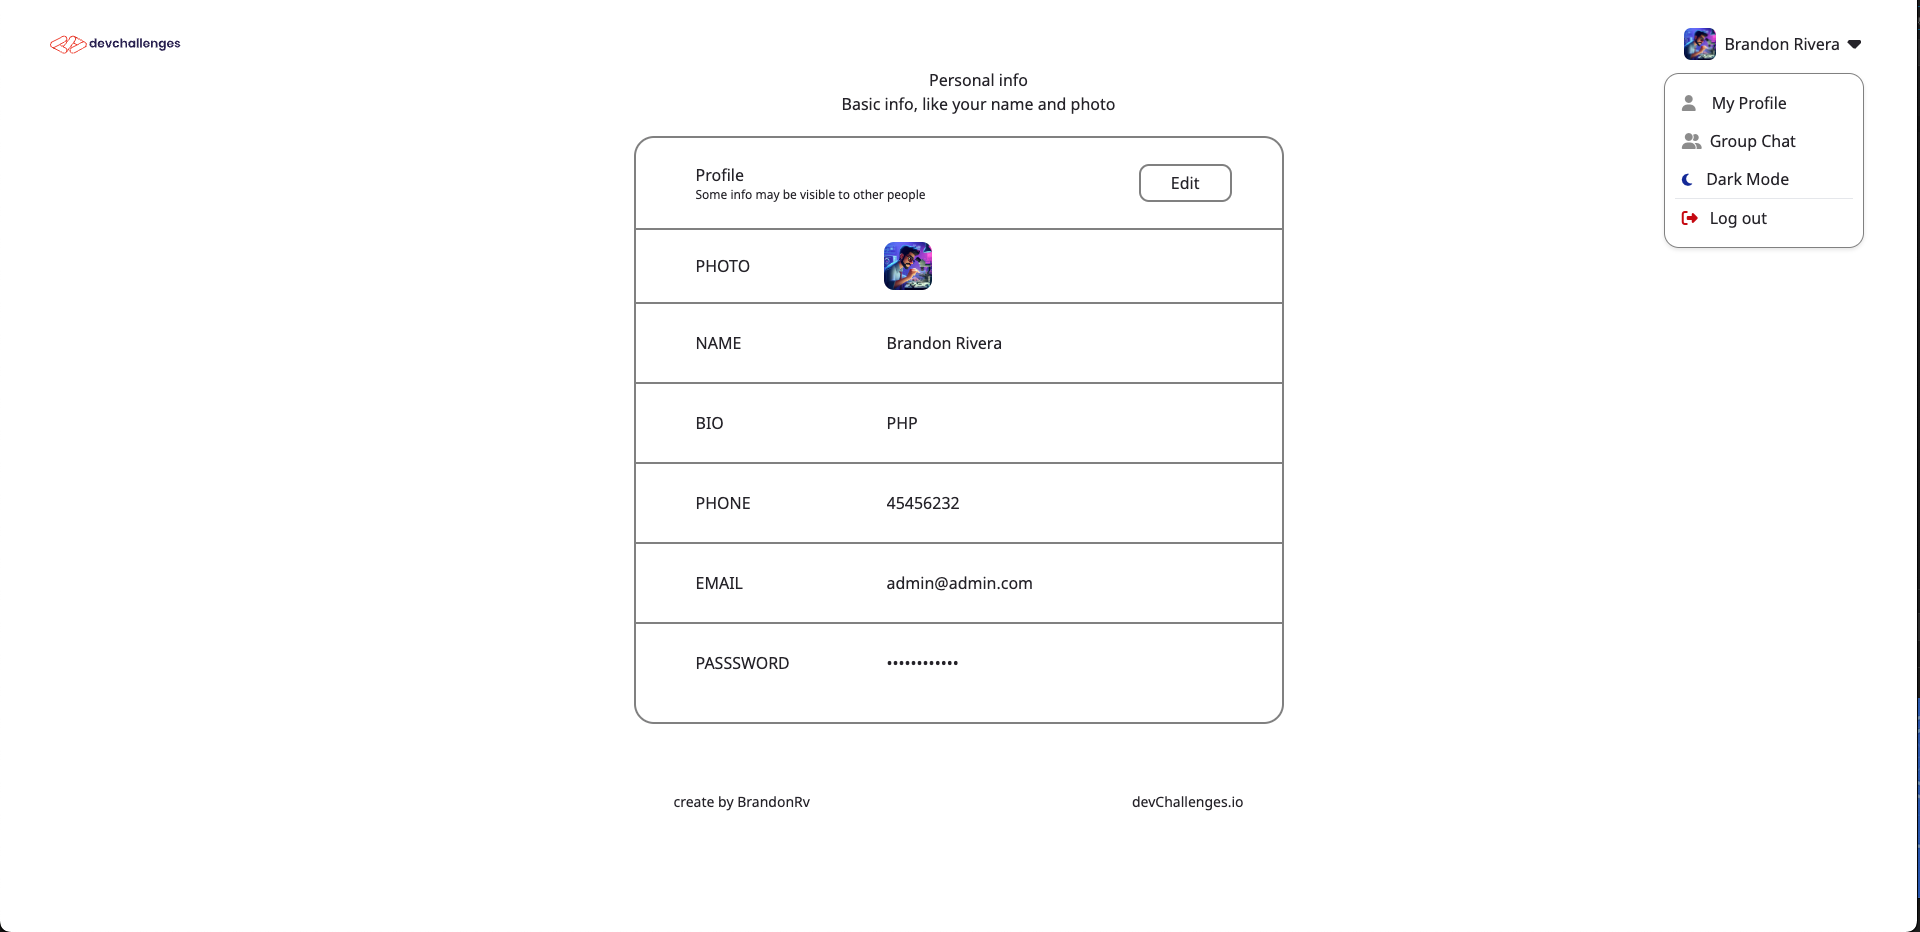 devchallenges
Brandon Rivera
My Profile
Group Chat
Dark Mode
Log out
Personal info
Basic info, like your name and photo
Profile
Some info may be visible to other people
Edit
PHOTO
NAME Brandon Rivera
BIO PHP
PHONE 45456232
EMAIL admin@admin.com
PASSSWORD ••••••••••••
create by BrandonRv devChallenges.io